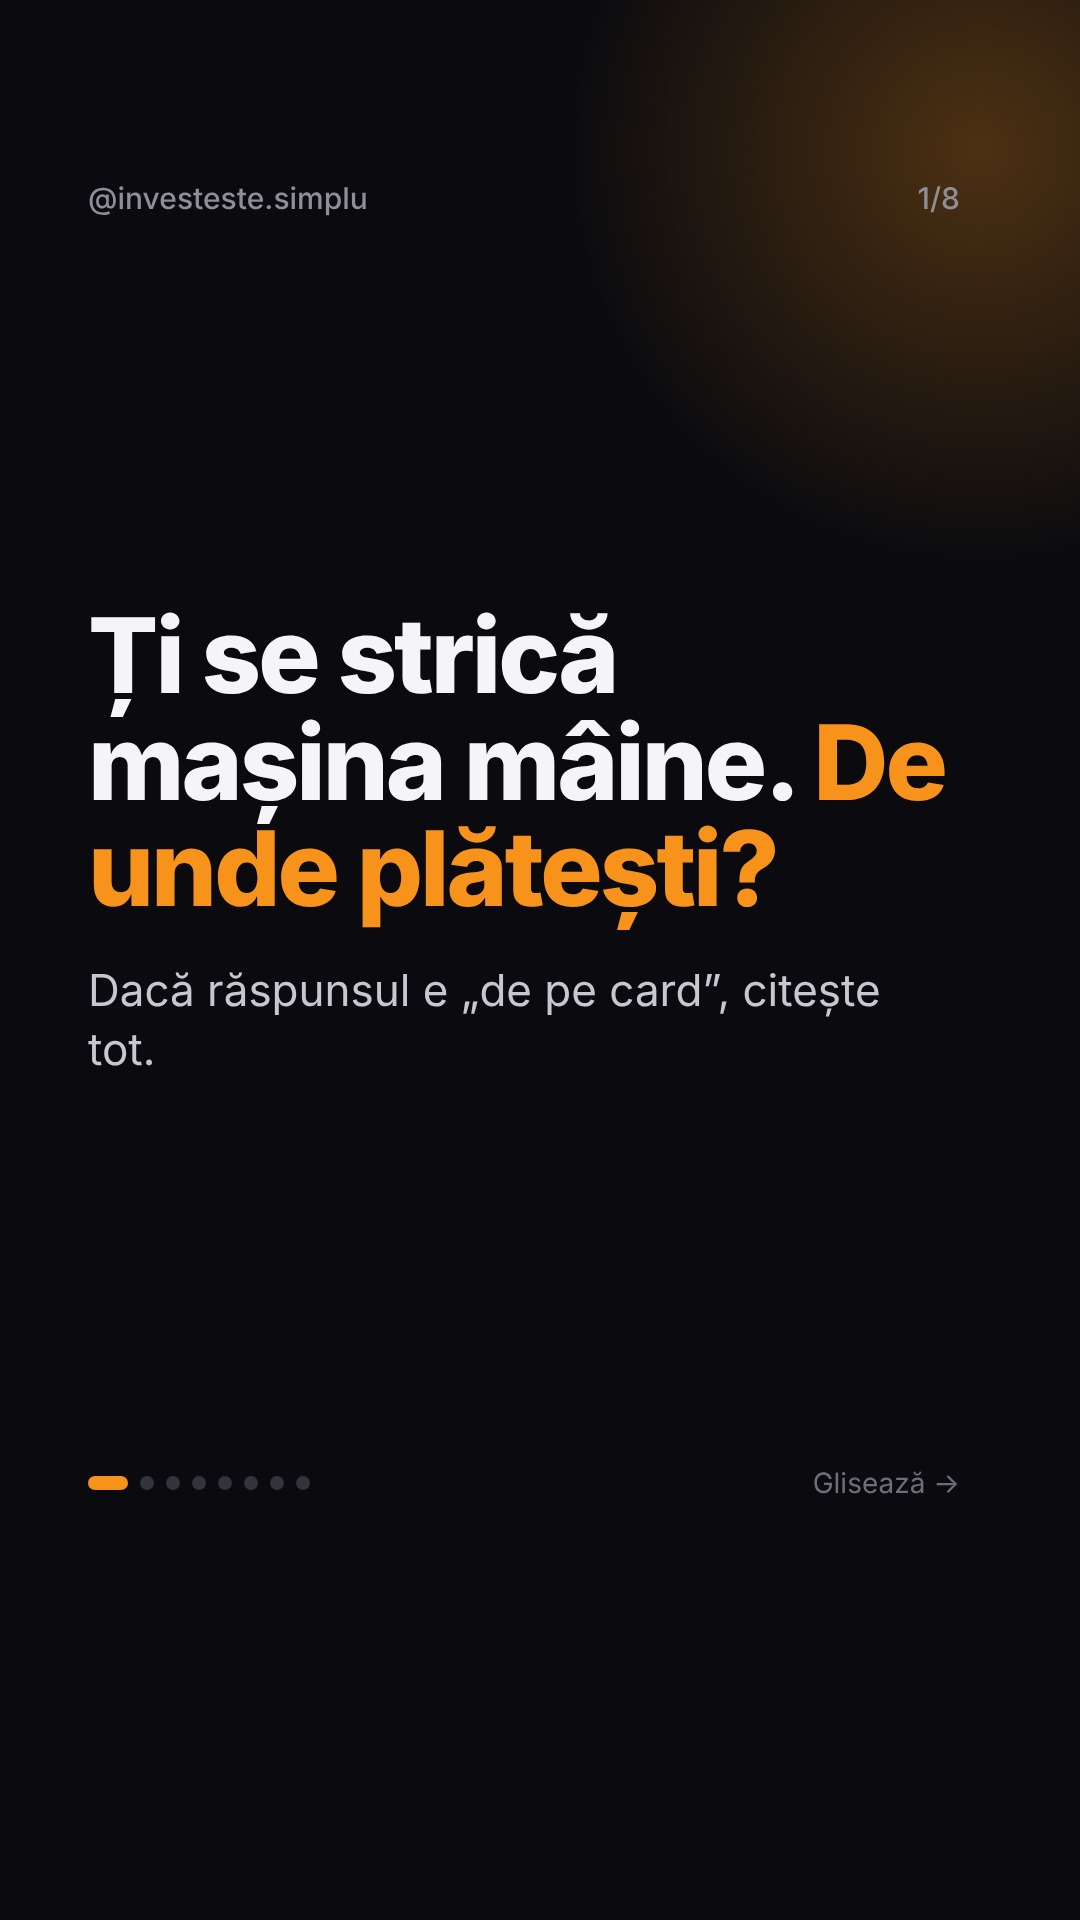 @investeste.simplu
1/8
Ți se strică
mașina mâine. De
unde plătești?
Dacă răspunsul e „de pe card”, citește
tot.
Glisează →